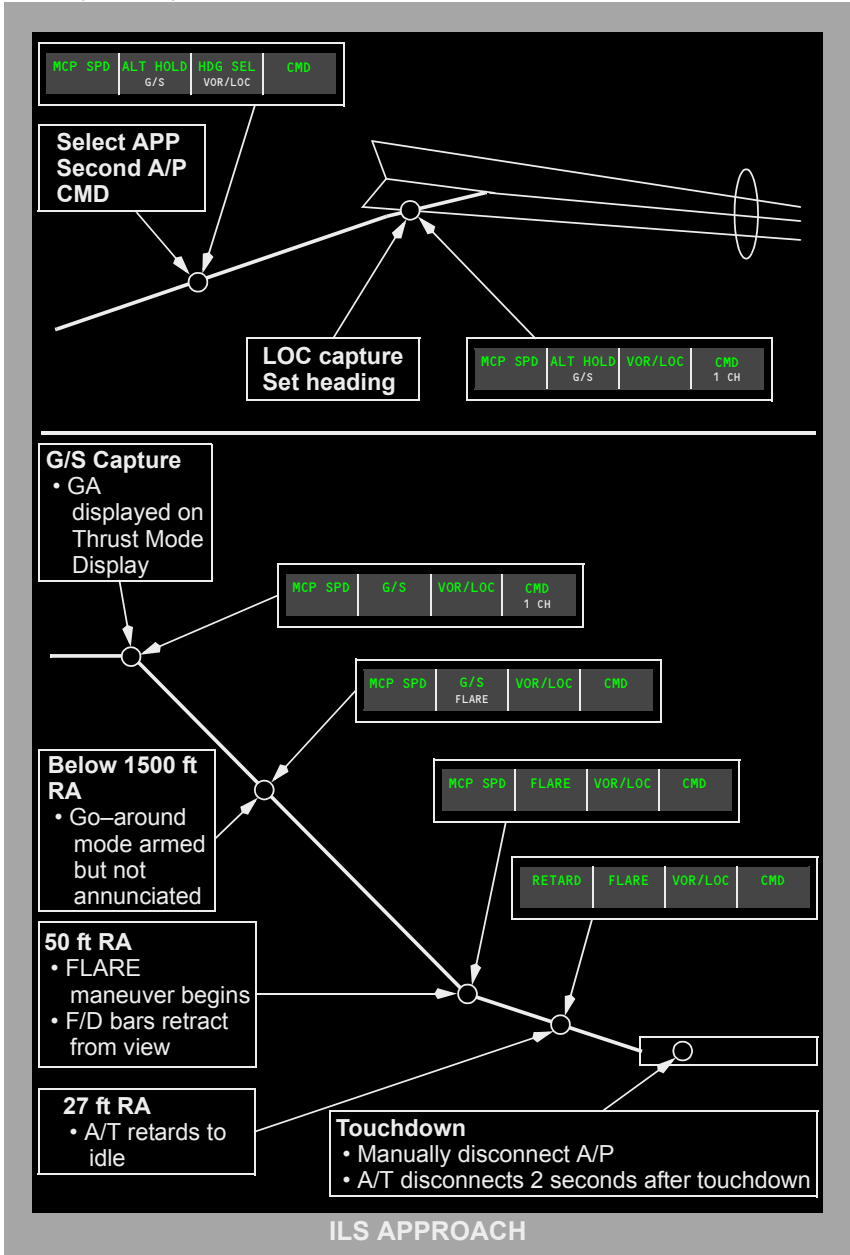 MCP SPD ALT HOLD HDG SEL CMD
G/S VOR/LOC
Select APP
Second A/P
CMD
LOC capture
Set heading
MCP SPD ALT HOLD VOR/LOC CMD
G/S 1 CH
G/S Capture
• GA
displayed on
Thrust Mode
Display
MCP SPD G/S VOR/LOC CMD
1 CH
MCP SPD G/S VOR/LOC CMD
FLARE
Below 1500 ft
RA
• Go–around
mode armed
but not
annunciated
MCP SPD FLARE VOR/LOC CMD
RETARD FLARE VOR/LOC CMD
50 ft RA
• FLARE
maneuver begins
• F/D bars retract
from view
27 ft RA
• A/T retards to
idle
Touchdown
• Manually disconnect A/P
• A/T disconnects 2 seconds after touchdown
ILS APPROACH